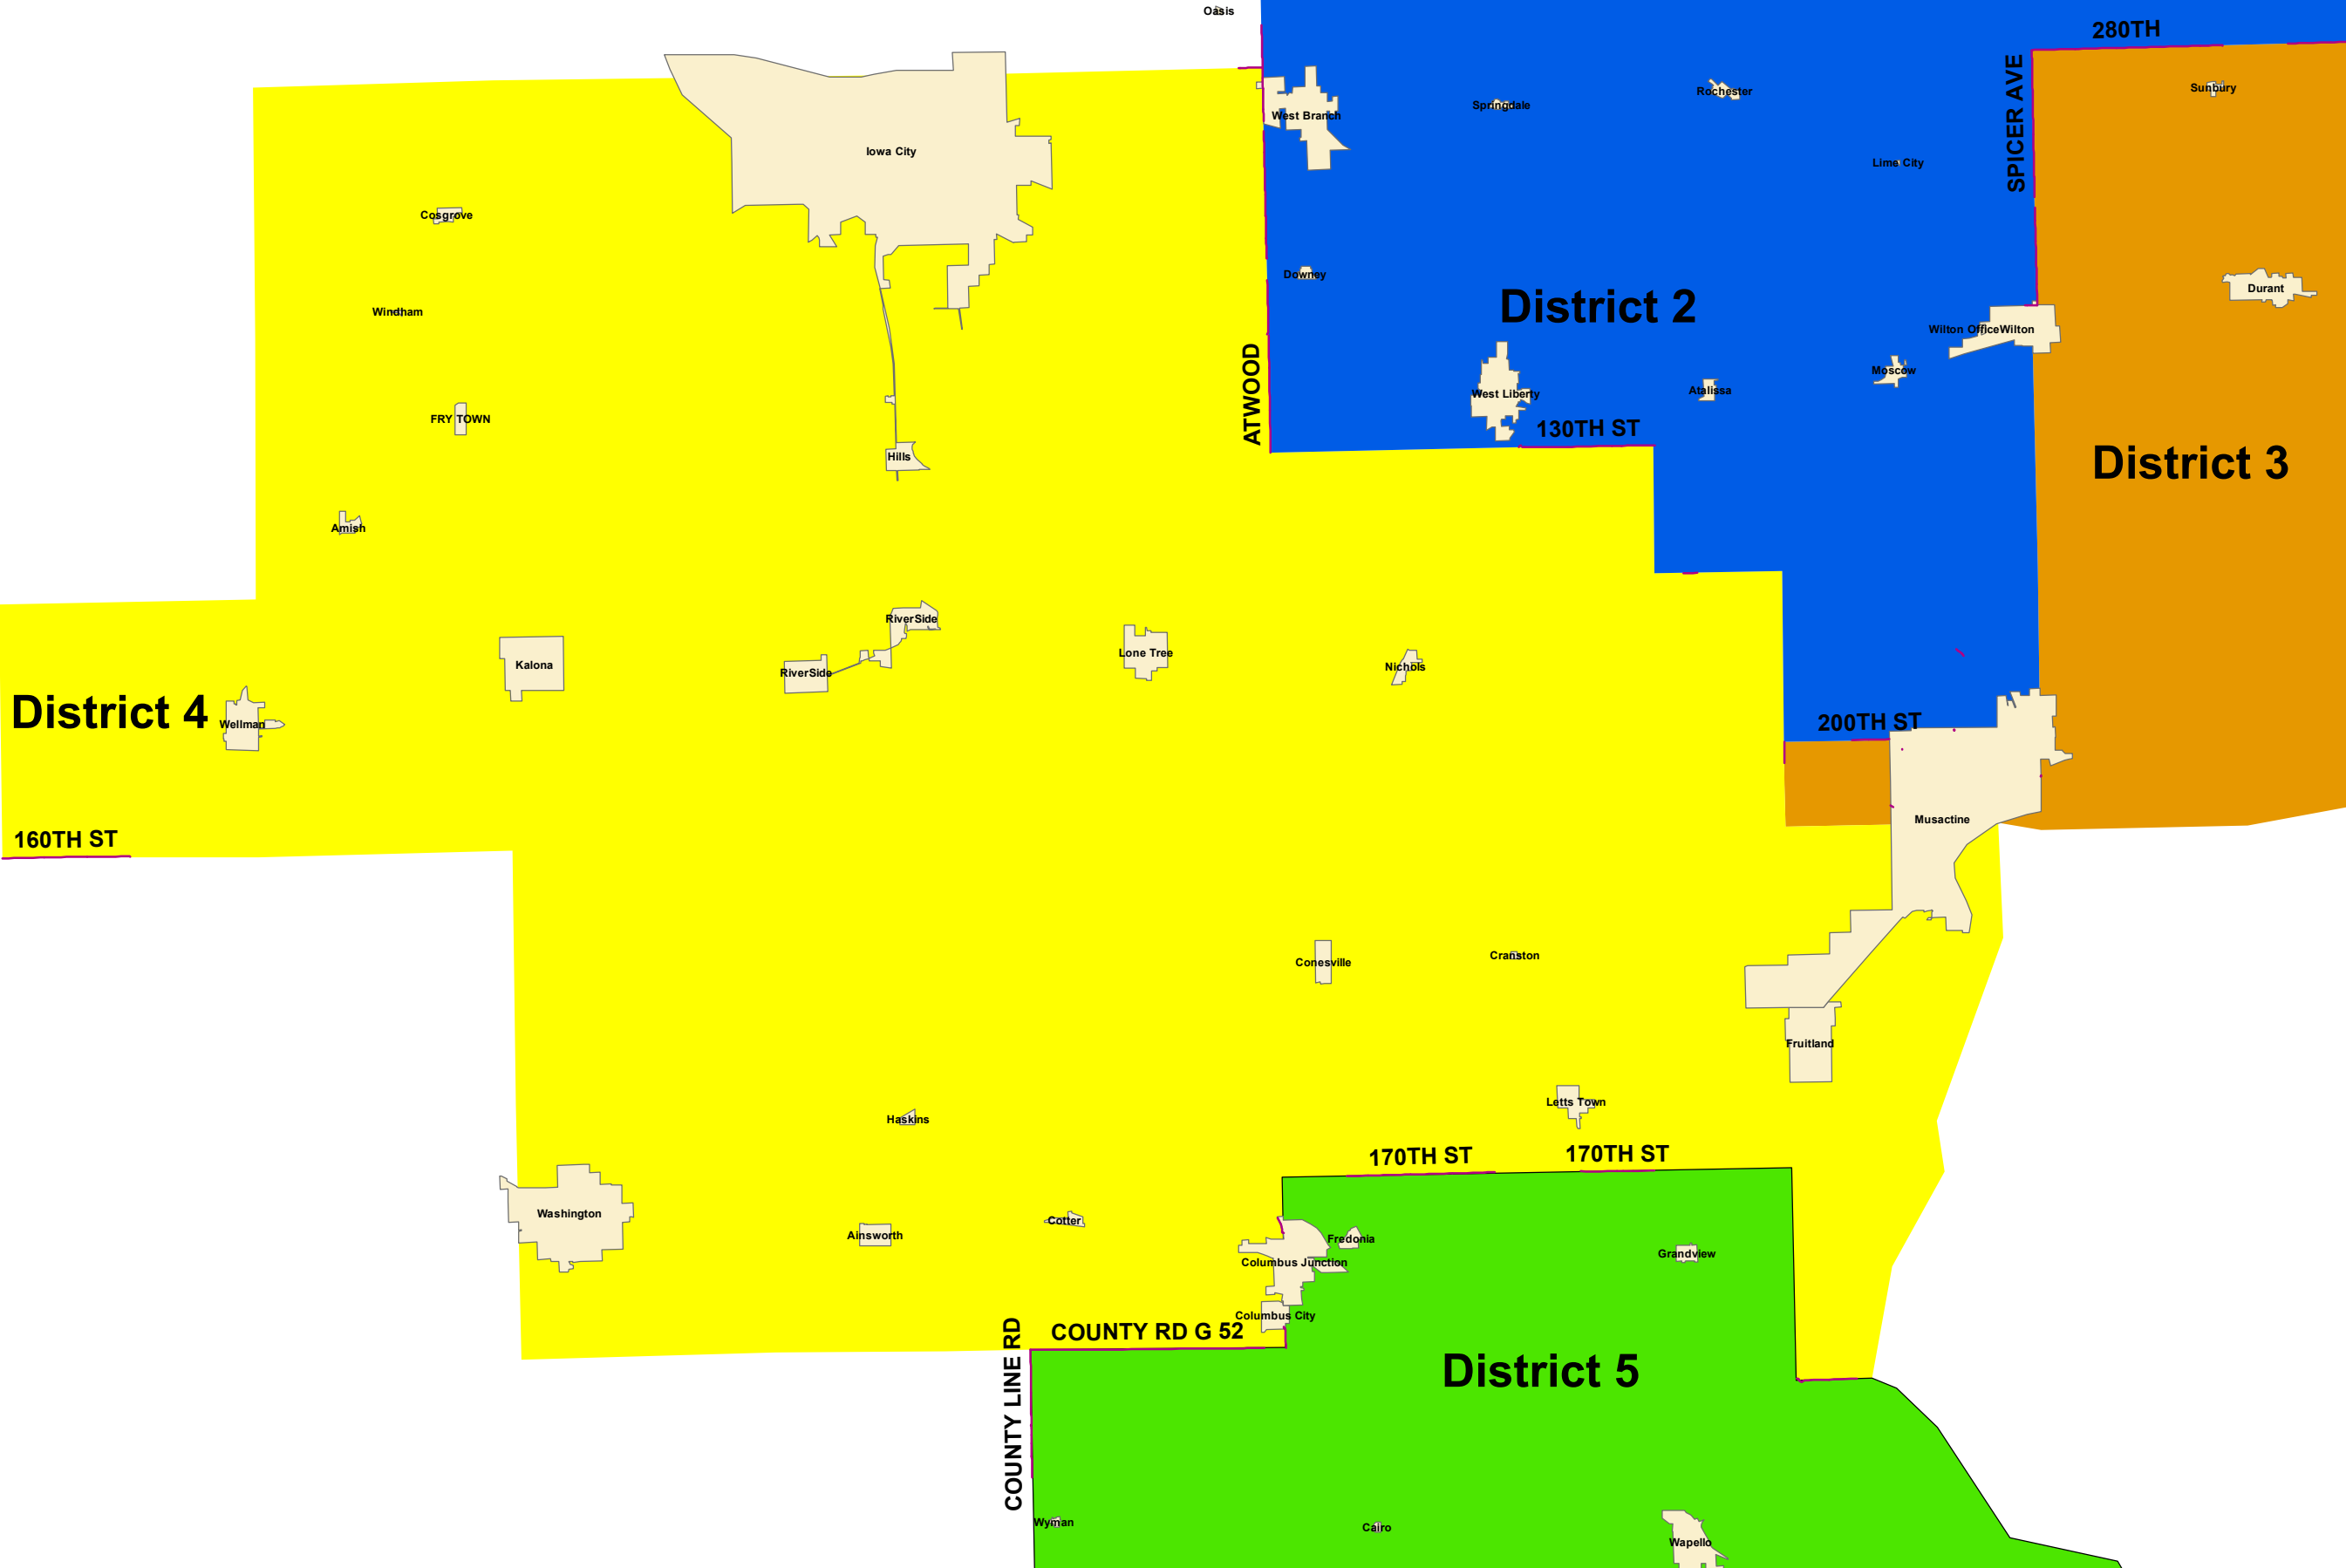 Oasis
280TH
SPICER AVE
Sunbury
Rochester
Springdale
West Branch
Iowa City
Lime City
Cosgrove
Downey
Durant
District 2
Windham
Wilton Office
Wilton
ATWOOD
Moscow
Atalissa
West Liberty
FRY TOWN
130TH ST
Hills
District 3
Amish
RiverSide
Lone Tree
Kalona
RiverSide
Nichols
District 4
Wellman
200TH ST
Musactine
160TH ST
Cranston
Conesville
Fruitland
Letts Town
Haskins
170TH ST
170TH ST
Washington
Cotter
Ainsworth
Fredonia
Grandview
Columbus Junction
Columbus City
COUNTY RD G 52
COUNTY LINE RD
District 5
Wyman
Cairo
Wapello